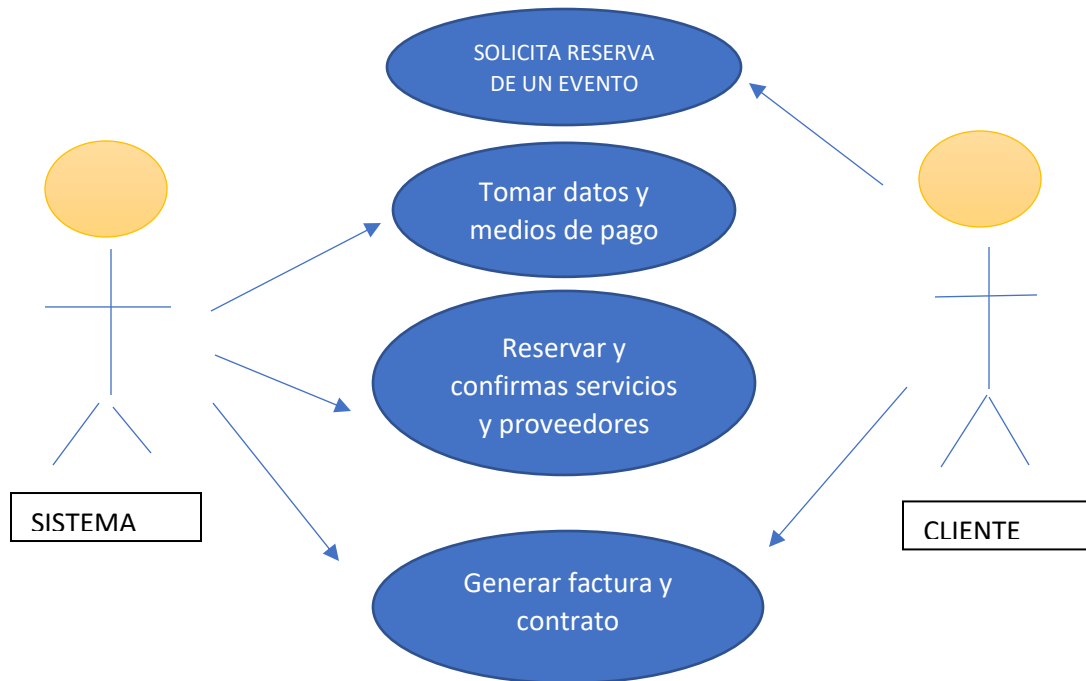 SOLICITA RESERVA
DE UN EVENTO
Tomar datos y
medios de pago
Reservar y
confirmas servicios
y proveedores
SISTEMA
CLIENTE
Generar factura y
contrato